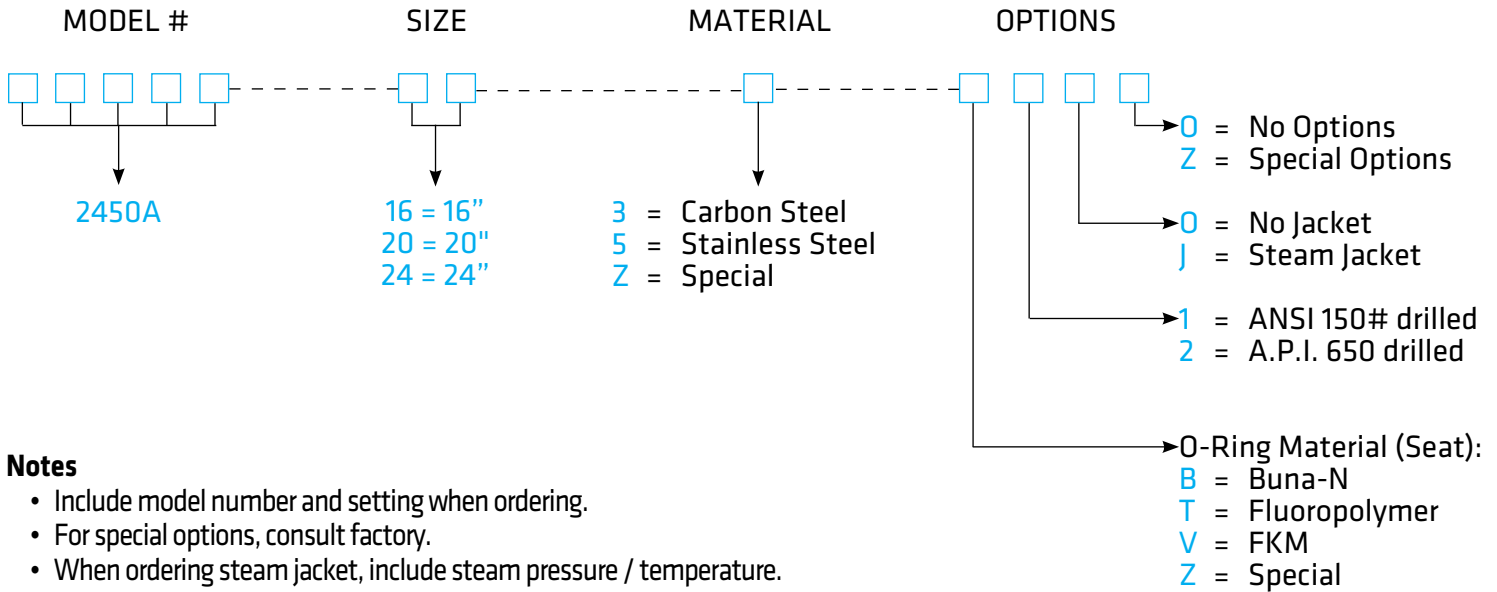 MODEL # SIZE MATERIAL OPTIONS
2450A
16 = 16”
20 = 20"
24 = 24”
3 = Carbon Steel
5 = Stainless Steel
Z = Special
0 = No Options
Z = Special Options
0 = No Jacket
J = Steam Jacket
1 = ANSI 150# drilled
2 = A.P.I. 650 drilled
O-Ring Material (Seat):
B = Buna-N
T = Fluoropolymer
V = FKM
Z = Special
Notes
• Include model number and setting when ordering.
• For special options, consult factory.
• When ordering steam jacket, include steam pressure / temperature.